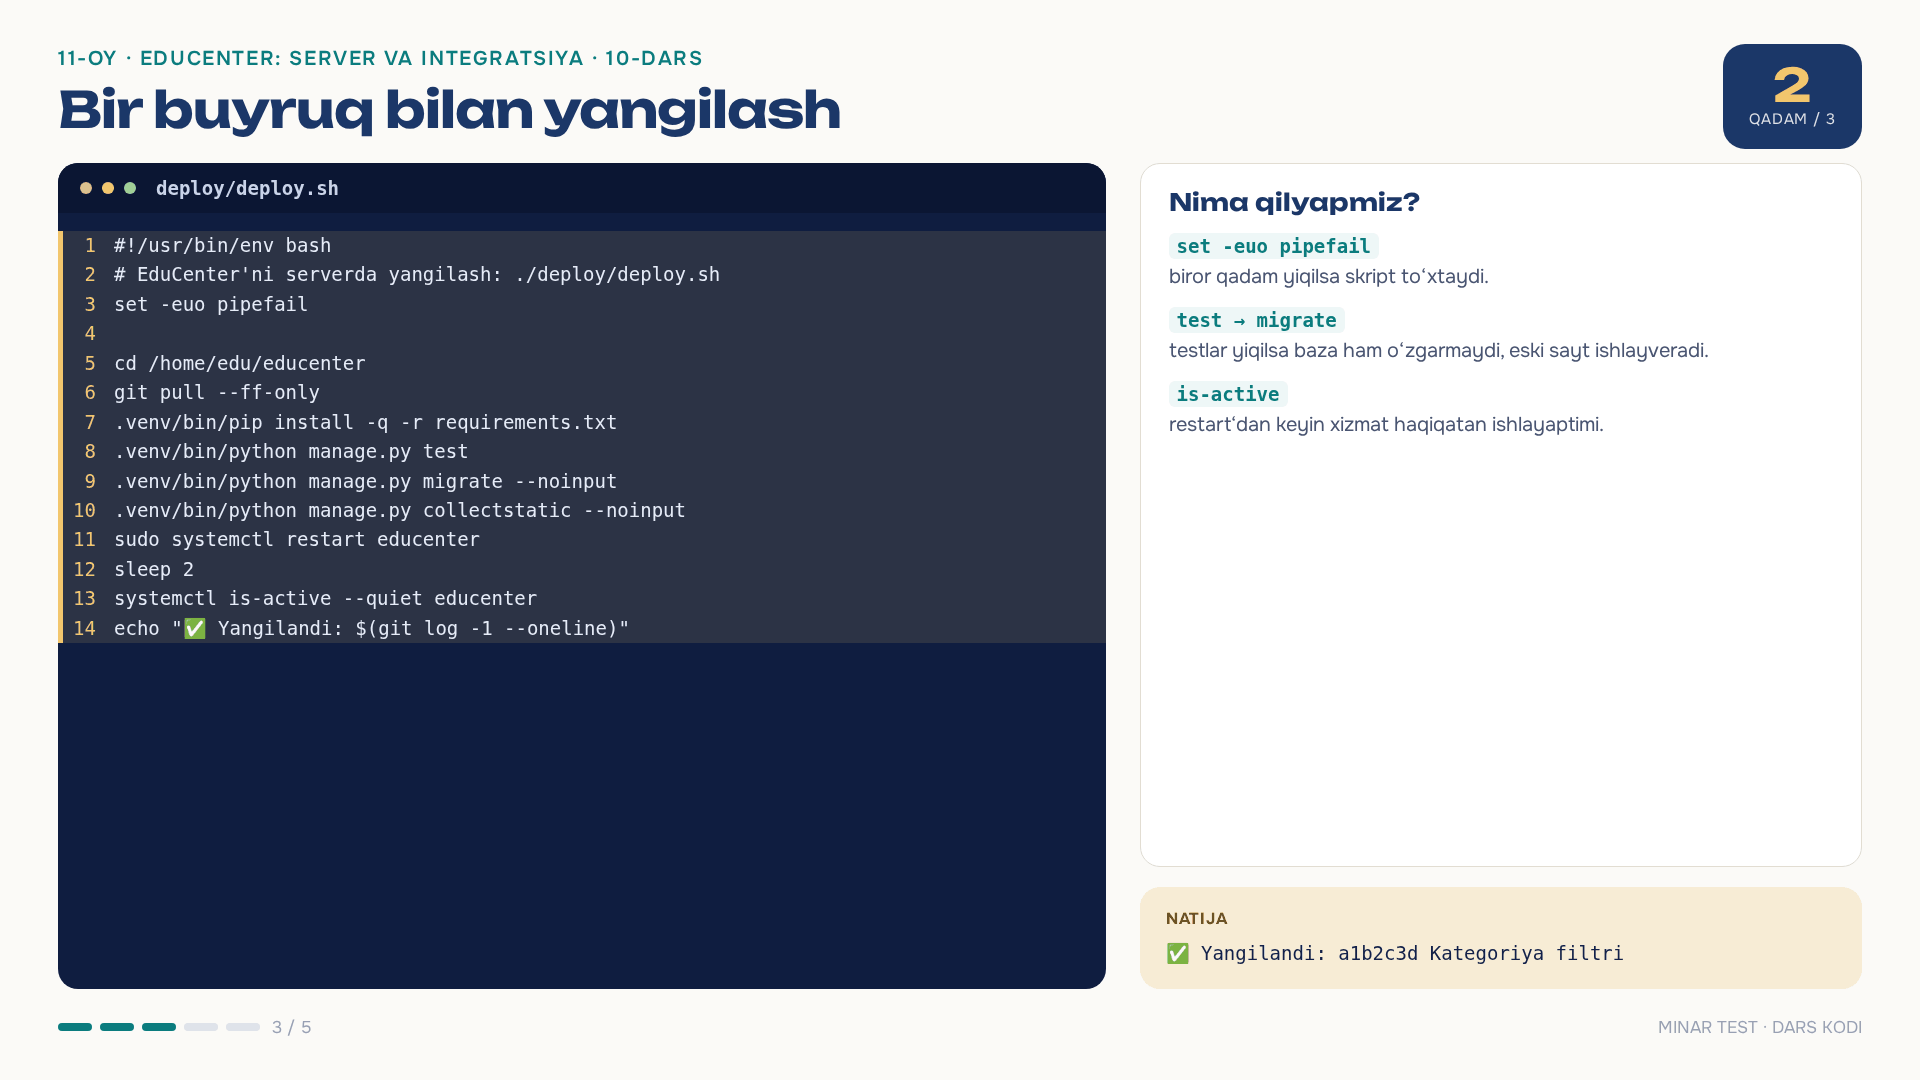 11-OY · EDUCENTER: SERVER VA INTEGRATSIYA · 10-DARS
Bir buyruq bilan yangilash
2
QADAM / 3
deploy/deploy.sh
1 #!/usr/bin/env bash
2 # EduCenter'ni serverda yangilash: ./deploy/deploy.sh
3 set -euo pipefail
4
5 cd /home/edu/educenter
6 git pull --ff-only
7 .venv/bin/pip install -q -r requirements.txt
8 .venv/bin/python manage.py test
9 .venv/bin/python manage.py migrate --noinput
10 .venv/bin/python manage.py collectstatic --noinput
11 sudo systemctl restart educenter
12 sleep 2
13 systemctl is-active --quiet educenter
14 echo "✅ Yangilandi: $(git log -1 --oneline)"
Nima qilyapmiz?
set -euo pipefail
biror qadam yiqilsa skript to‘xtaydi.
test → migrate
testlar yiqilsa baza ham o‘zgarmaydi, eski sayt ishlayveradi.
is-active
restart‘dan keyin xizmat haqiqatan ishlayaptimi.
NATIJA
✅ Yangilandi: a1b2c3d Kategoriya filtri
3 / 5
MINAR TEST · DARS KODI